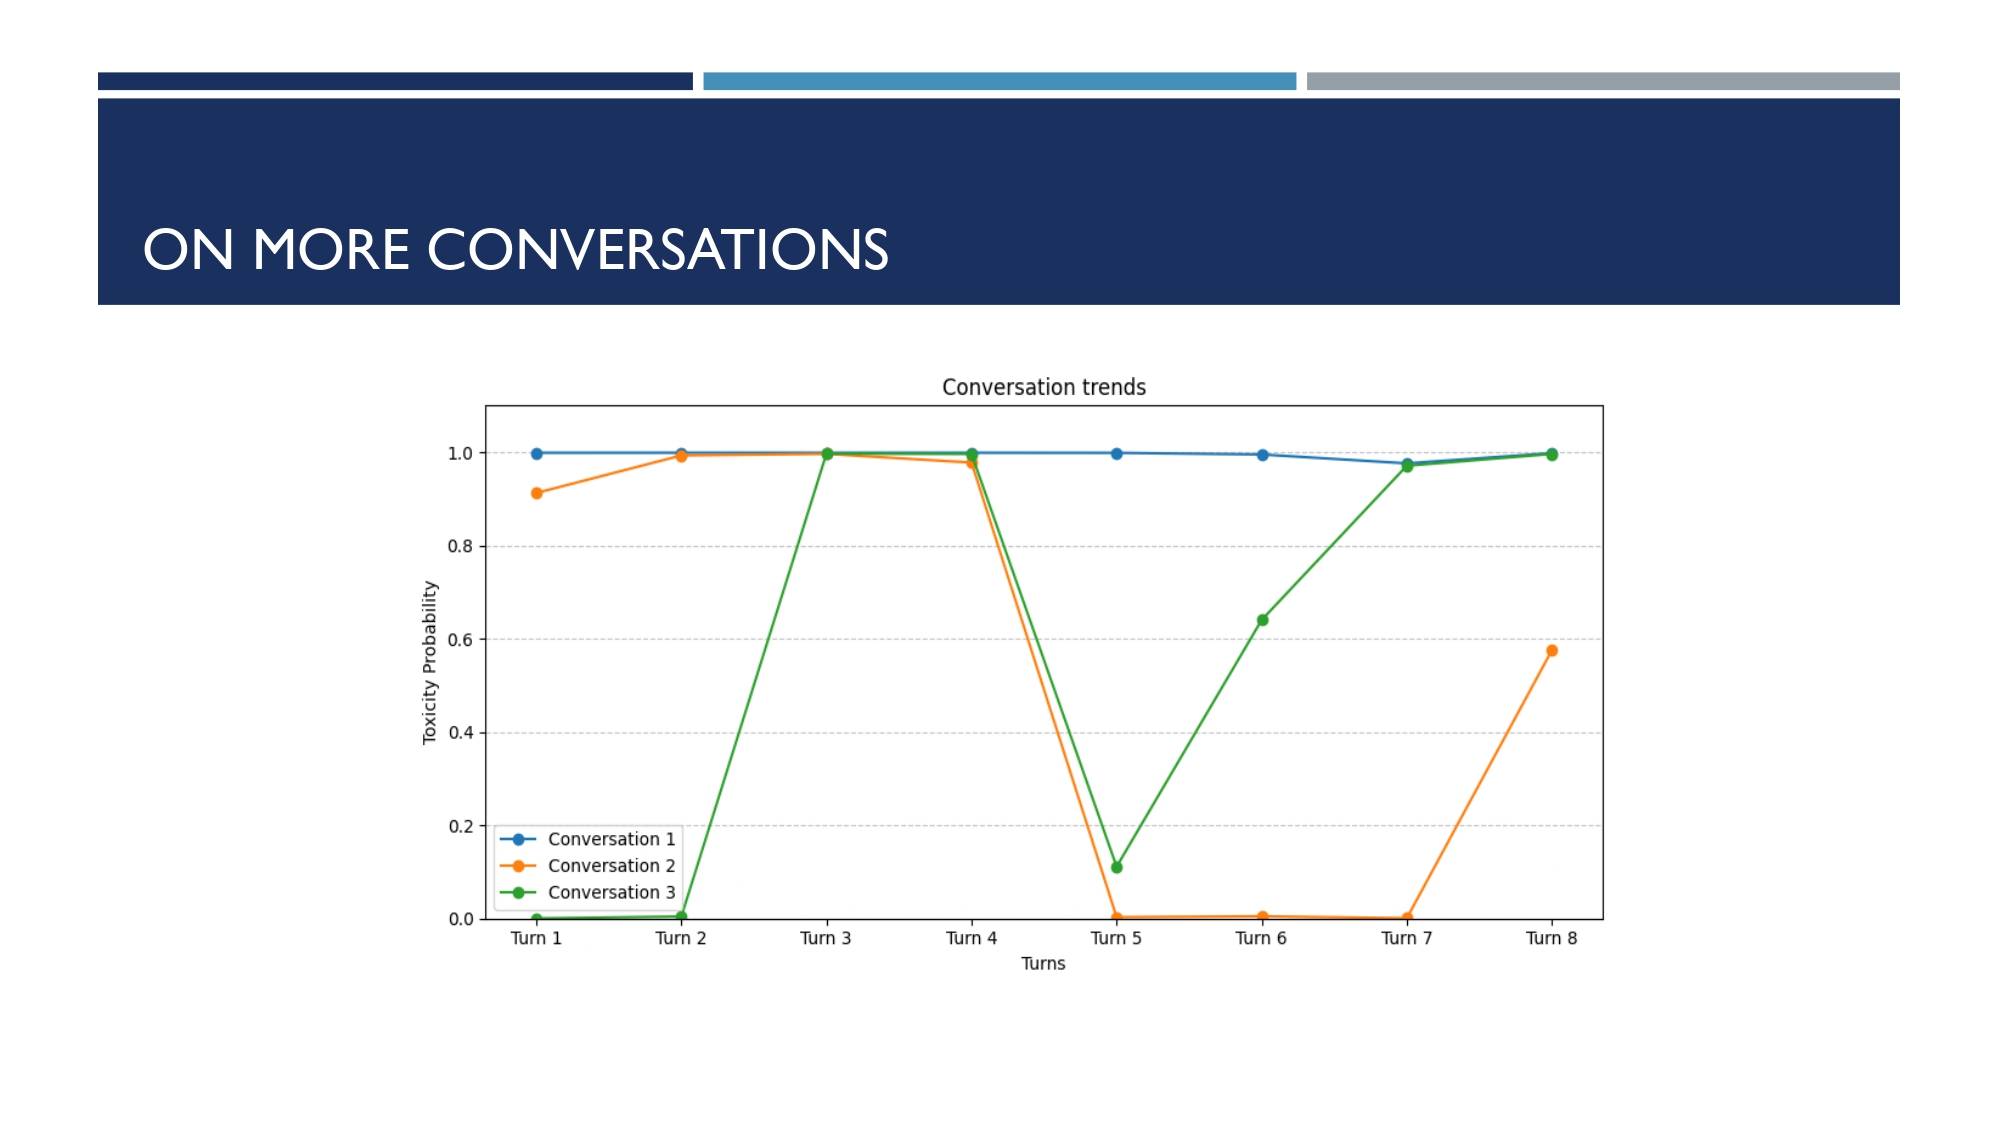 ON MORE CONVERSATIONS
Conversation trends
Toxicity Probability
1.0
0.8
0.6
0.4
0.2
0.0
Conversation 1
Conversation 2
Conversation 3
Turn 1 Turn 2 Turn 3 Turn 4 Turn 5 Turn 6 Turn 7 Turn 8
Turns